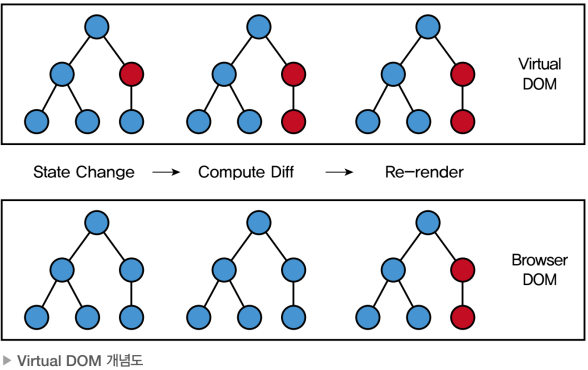 Virtual
DOM
State Change → Compute Diff → Re-render
Browser
DOM
▶ Virtual DOM 개념도